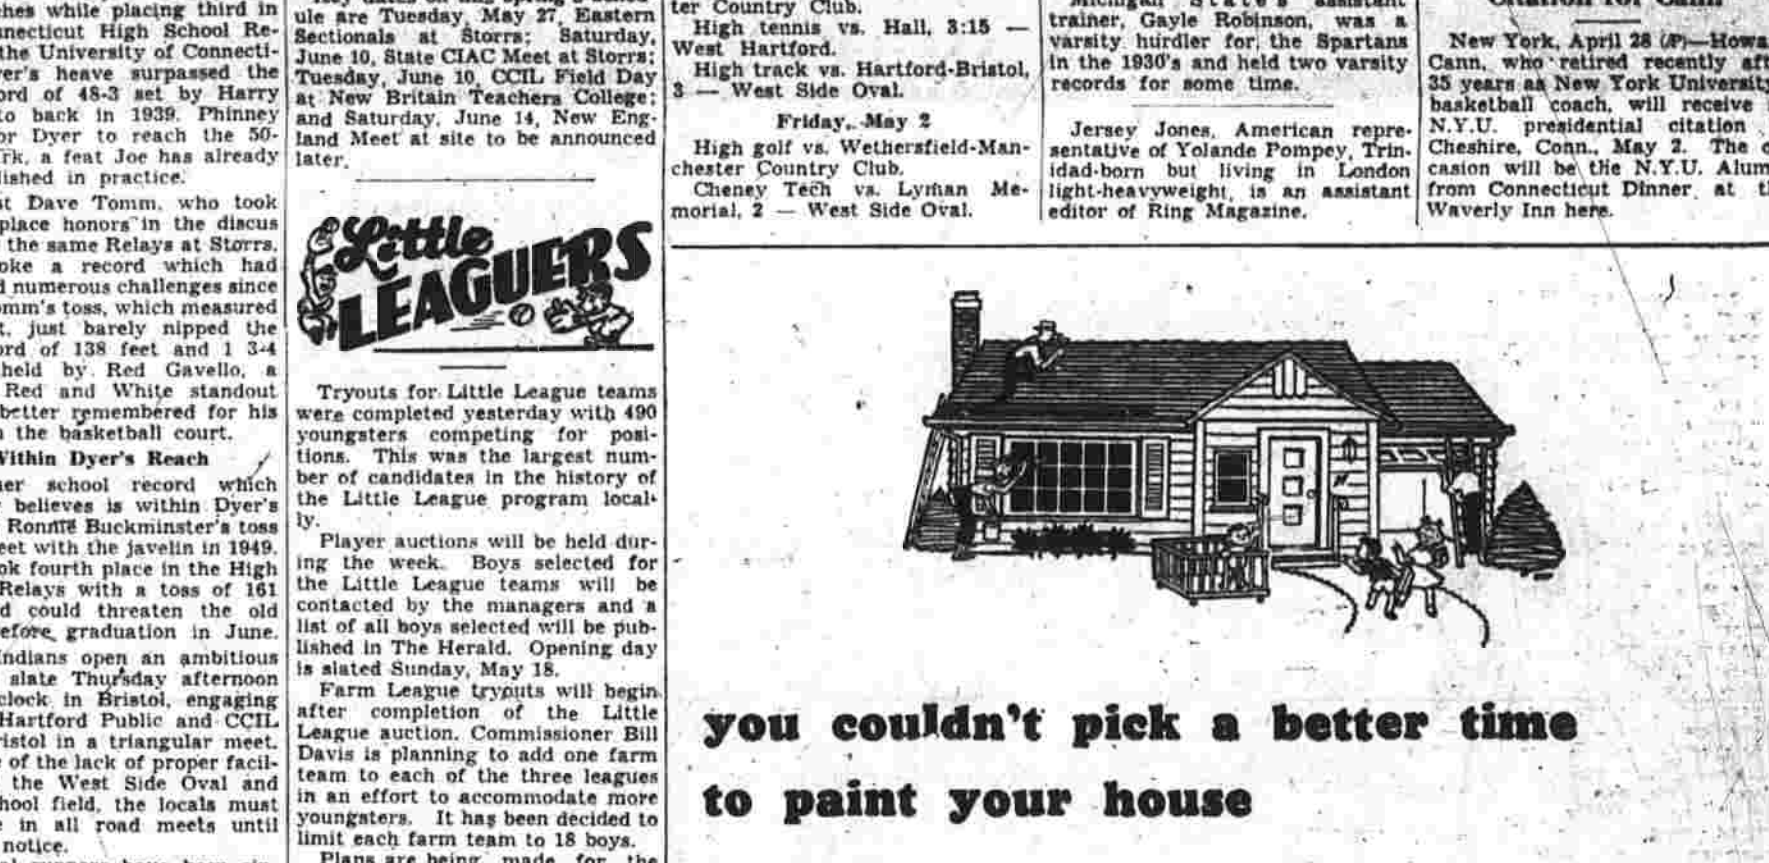 ches while placing third in
nnecticut High School Re-
the University of Connecti-
er's heave surpassed the
ord of 48-3 set by Harry
to back in 1939. Phinney
or Dyer to reach the 50-
rk, a feat Joe has already
lished in practice.
st Dave Tomm, who took
place honors in the discus
the same Relays at Storrs,
oke a record which had
d numerous challenges since
omm's toss, which measured
t, just barely nipped the
ord of 138 feet and 1 3-4
held by Red Gavello, a
Red and White standout
better remembered for his
n the basketball court.
Within Dyer's Reach
her school record which
believes is within Dyer's
Ronnie Buckminster's toss
eet with the javelin in 1949.
ok fourth place in the High
Relays with a toss of 161
d could threaten the old
efore graduation in June.
Indians open an ambitious
slate Thursday afternoon
clock in Bristol, engaging
Hartford Public and CCIL
ristol in a triangular meet.
of the lack of proper facil-
the West Side Oval and
hool field, the locals must
e in all road meets until
notice.
ule are Tuesday, May 27, Eastern
Sectionals at Storrs; Saturday,
June 10, State CIAC Meet at Storrs;
Tuesday, June 10, CCIL Field Day
at New Britain Teachers College;
and Saturday, June 14, New Eng-
land Meet at site to be announced
later.
Little
LEAGUERS
Tryouts for Little League teams
were completed yesterday with 490
youngsters competing for posi-
tions. This was the largest num-
ber of candidates in the history of
the Little League program local-
ly.
Player auctions will be held dur-
ing the week. Boys selected for
the Little League teams will be
contacted by the managers and a
list of all boys selected will be pub-
lished in The Herald. Opening day
is slated Sunday, May 18.
Farm League tryouts will begin
after completion of the Little
League auction. Commissioner Bill
Davis is planning to add one farm
team to each of the three leagues
in an effort to accommodate more
youngsters. It has been decided to
limit each farm team to 18 boys.
Plans are being made for the
ter Country Club.
High tennis vs. Hall, 3:15 —
West Hartford.
High track vs. Hartford-Bristol,
3 — West Side Oval.
Friday, May 2
High golf vs. Wethersfield-Man-
chester Country Club.
Cheney Tech vs. Lyman Me-
morial, 2 — West Side Oval.
Michigan State's assistant
trainer, Gayle Robinson, was a
varsity hurdler for the Spartans
in the 1930's and held two varsity
records for some time.
Jersey Jones, American repre-
sentative of Yolande Pompey, Trin-
idad-born but living in London
light-heavyweight, is an assistant
editor of Ring Magazine.
Citation for Cann
New York, April 28 (AP)—Howa
Cann, who retired recently aft
35 years as New York University
basketball coach, will receive
N.Y.U. presidential citation
Cheshire, Conn., May 2. The
casion will be the N.Y.U. Alum
from Connecticut Dinner at t
Waverly Inn here.
you couldn't pick a better time
to paint your house